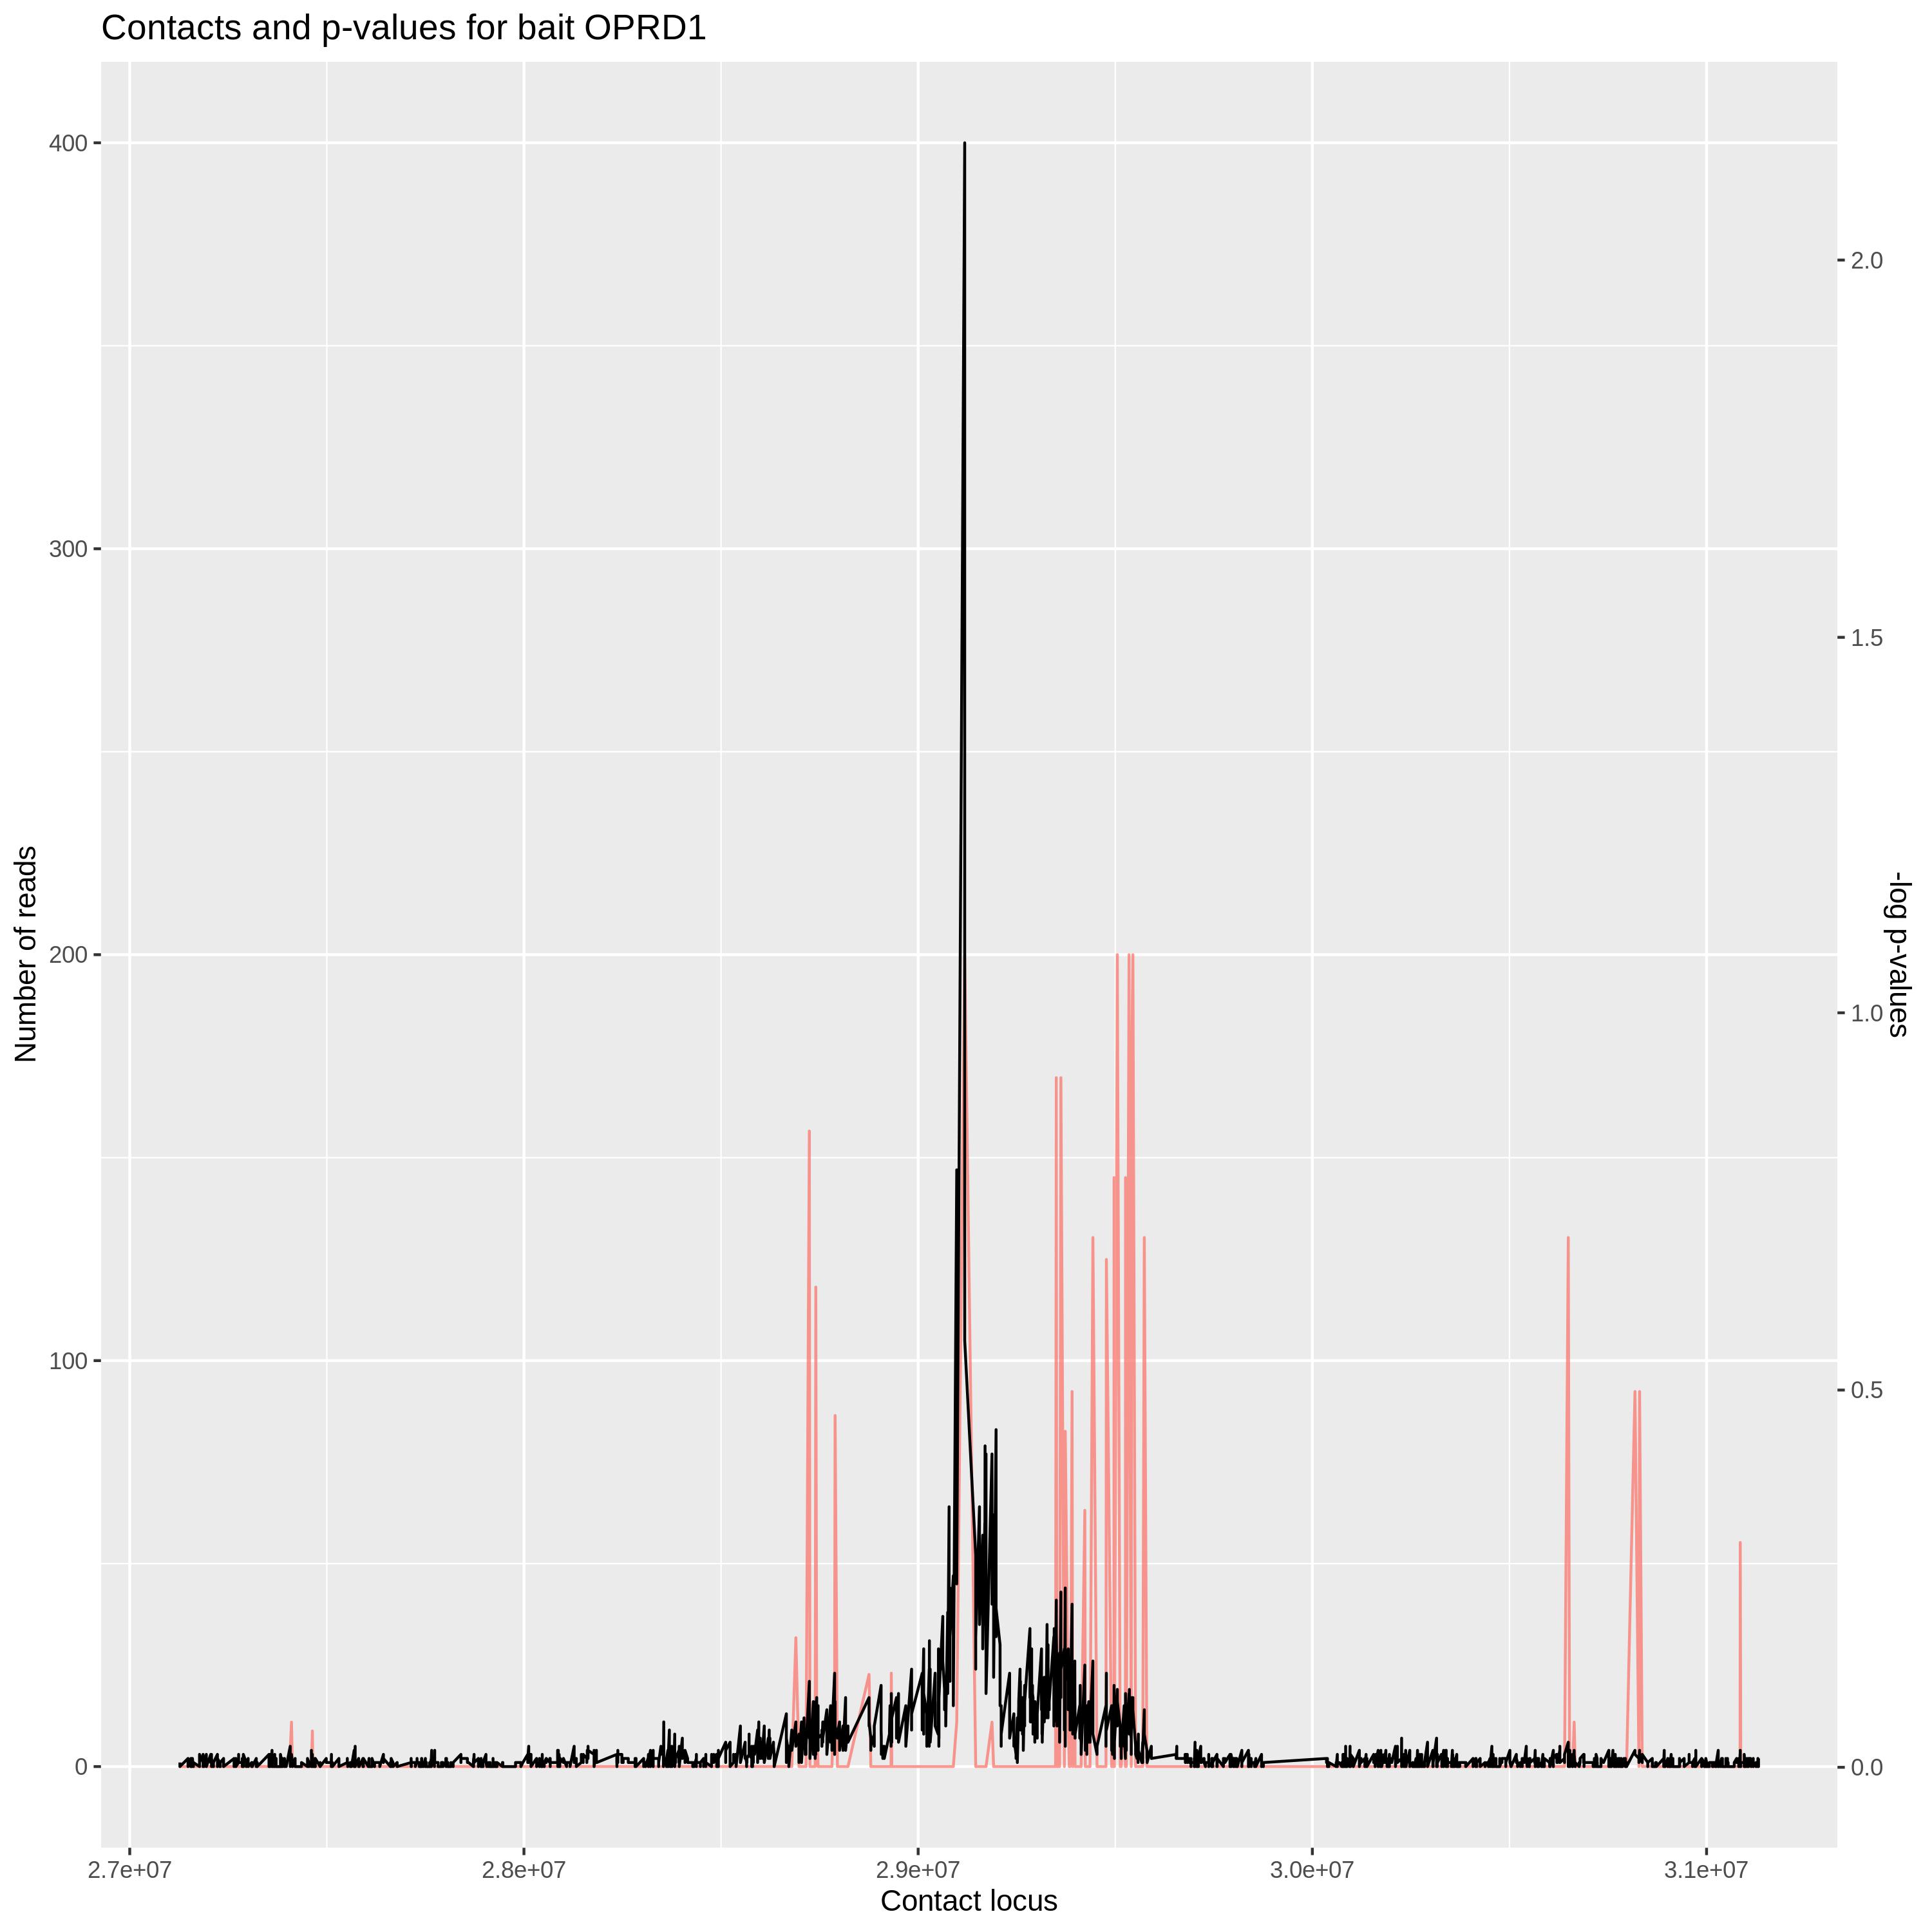 Contacts and p-values for bait OPRD1
400
300
200
100
0
Number of reads
2.0
1.5
1.0
0.5
0.0
-log p-values
2.7e+07 2.8e+07 2.9e+07 3.0e+07 3.1e+07
Contact locus